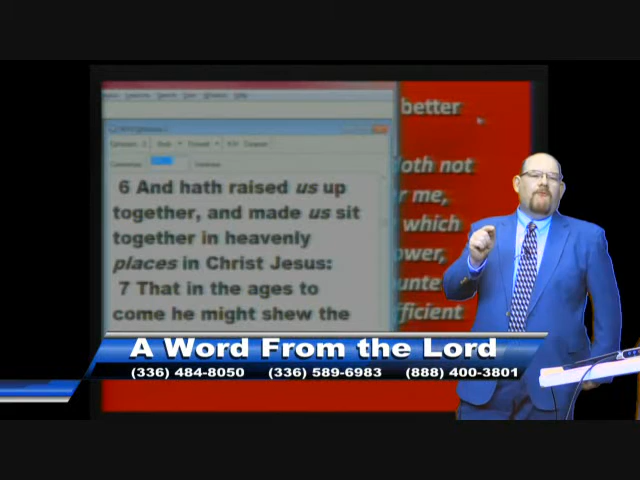 better
doth not
r me,
which
ower,
unte
fficient
6 And hath raised us up
together, and made us sit
together in heavenly
places in Christ Jesus:
7 That in the ages to
come he might shew the
A Word From the Lord
(336) 484-8050 (336) 589-6983 (888) 400-3801